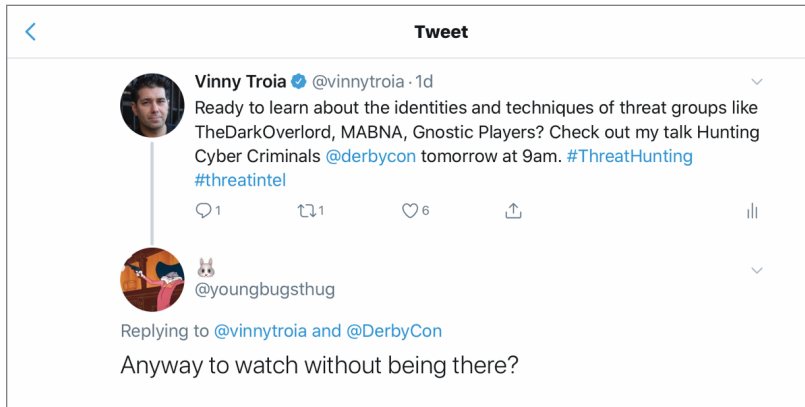 Tweet
Vinny Troia @vinnytroia · 1d
Ready to learn about the identities and techniques of threat groups like
TheDarkOverlord, MABNA, Gnostic Players? Check out my talk Hunting
Cyber Criminals @derbycon tomorrow at 9am. #ThreatHunting
#threatintel
1 1 6
@youngbugsthug
Replying to @vinnytroia and @DerbyCon
Anyway to watch without being there?